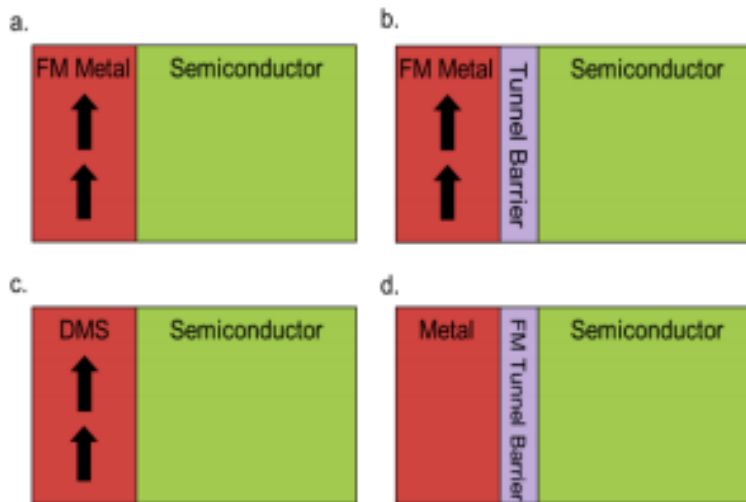 a.
FM Metal
Semiconductor
b.
FM Metal
Tunnel Barrier
Semiconductor
c.
DMS
Semiconductor
d.
Metal
FM Tunnel Barrier
Semiconductor